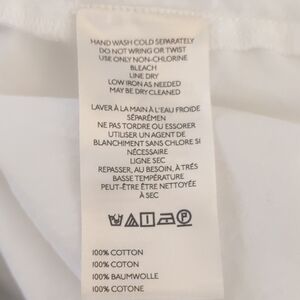 HAND WASH COLD SEPARATELY
DO NOT WRING OR TWIST
USE ONLY NON-CHLORINE
BLEACH
LINE DRY
LOW IRON AS NEEDED
MAY BE DRY CLEANED
LAVER À LA MAIN À L'EAU FROIDE
SÉPARÉMEN
NE PAS TORDRE OU ESSORER
UTILISER UN AGENT DE
BLANCHIMENT SANS CHLORE SI
NÉCESSAIRE
LIGNE SEC
REPASSER, AU BESOIN, À TRÉS
BASSE TEMPÉRATURE
PEUT-ÊTRE ÊTRE NETTOYÉE
À SEC
P
100% COTTON
100% COTON
100% BAUMWOLLE
100% COTONE